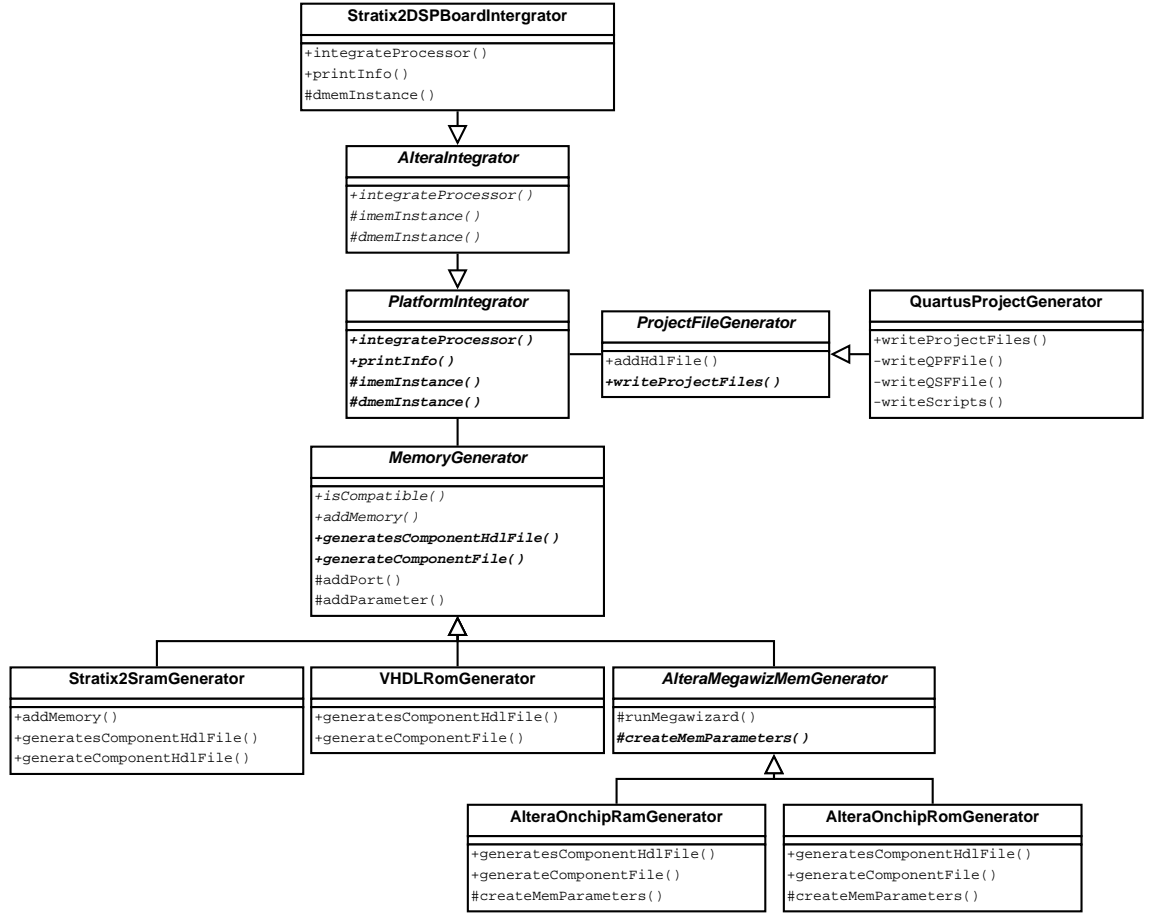 Stratix2DSPBoardIntergrator
+integrateProcessor()
+printInfo()
#dmemInstance()
AlteraIntegrator
+integrateProcessor()
#imemInstance()
#dmemInstance()
PlatformIntegrator
+integrateProcessor()
+printInfo()
#imemInstance()
#dmemInstance()
ProjectFileGenerator
+addHdlFile()
+writeProjectFiles()
QuartusProjectGenerator
+writeProjectFiles()
-writeQPFFile()
-writeQSFFile()
-writeScripts()
MemoryGenerator
+isCompatible()
+addMemory()
+generatesComponentHdlFile()
+generateComponentFile()
#addPort()
#addParameter()
Stratix2SramGenerator
+addMemory()
+generatesComponentHdlFile()
+generateComponentHdlFile()
VHDLRomGenerator
+generatesComponentHdlFile()
+generateComponentFile()
AlteraMegawizMemGenerator
#runMegawizard()
#createMemParameters()
AlteraOnchipRamGenerator
+generatesComponentHdlFile()
+generateComponentFile()
#createMemParameters()
AlteraOnchipRomGenerator
+generatesComponentHdlFile()
+generateComponentFile()
#createMemParameters()